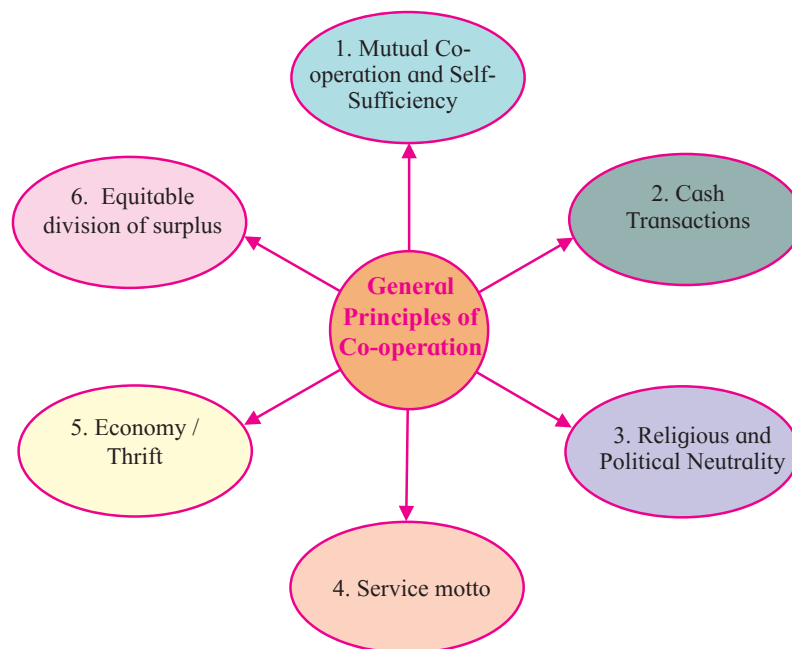 1. Mutual Co-
operation and Self-
Sufficiency
6. Equitable
division of surplus
2. Cash
Transactions
General
Principles of
Co-operation
5. Economy /
Thrift
3. Religious and
Political Neutrality
4. Service motto